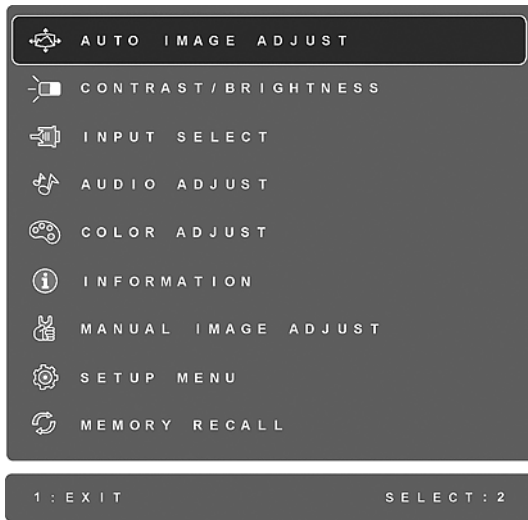 AUTO IMAGE ADJUST
CONTRAST/BRIGHTNESS
INPUT SELECT
AUDIO ADJUST
COLOR ADJUST
INFORMATION
MANUAL IMAGE ADJUST
SETUP MENU
MEMORY RECALL
1:EXIT SELECT:2